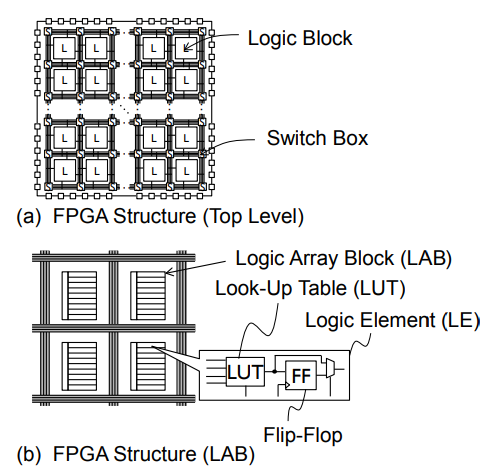 L L L L
Logic Block
L L L L
L L L L
Switch Box
L L L L
(a) FPGA Structure (Top Level)
Logic Array Block (LAB)
Look-Up Table (LUT)
Logic Element (LE)
LUT FF
Flip-Flop
(b) FPGA Structure (LAB)